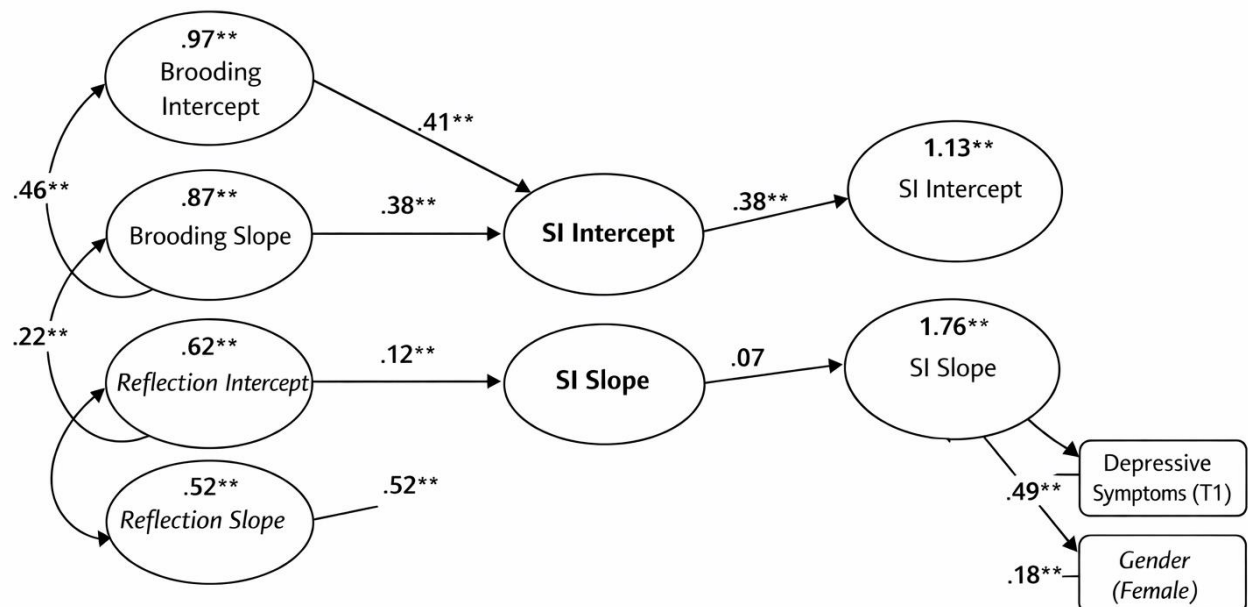 .97**
Brooding
Intercept
.41**
1.13**
SI Intercept
.46**
.87**
Brooding Slope
.38**
SI Intercept
.38**
.22**
.62**
Reflection Intercept
.12**
SI Slope
.07
1.76**
SI Slope
.52**
Reflection Slope
.52**
Depressive
Symptoms (T1)
.49**
Gender
(Female)
.18**